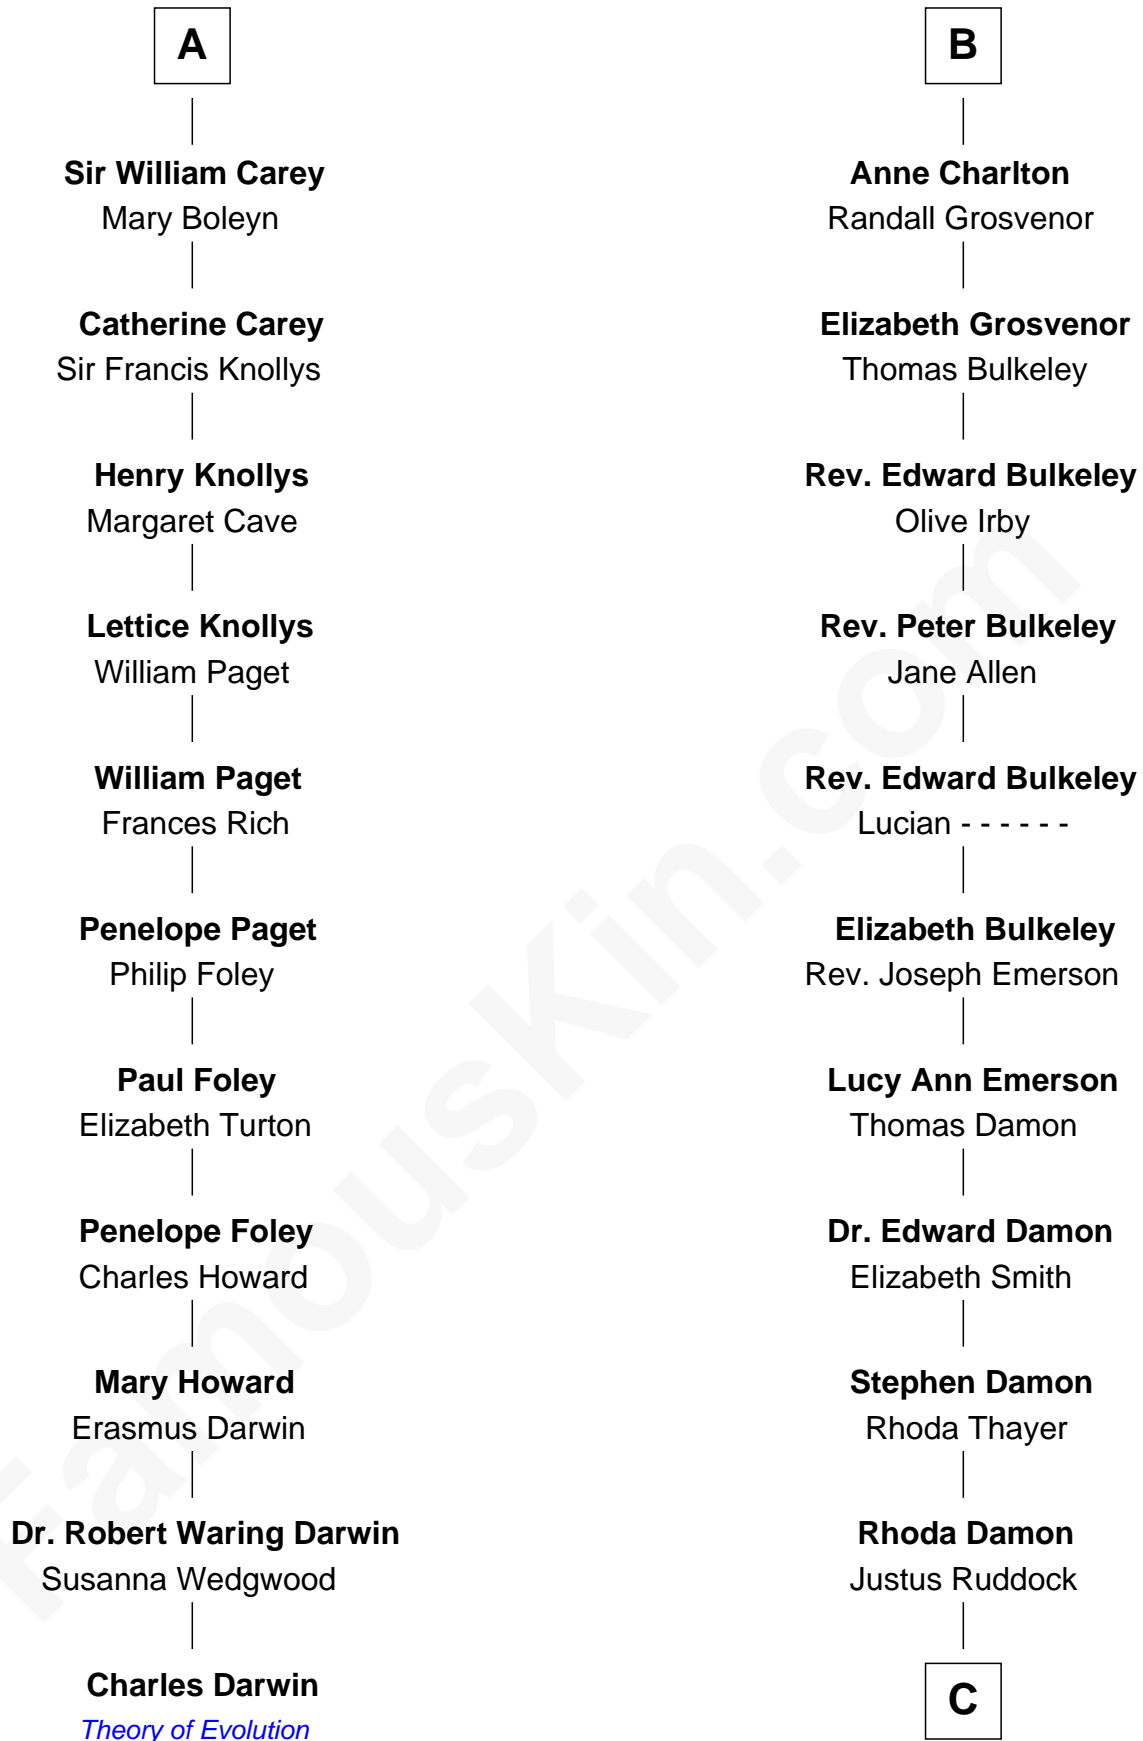 A
Sir William Carey
Mary Boleyn
Catherine Carey
Sir Francis Knollys
Henry Knollys
Margaret Cave
Lettice Knollys
William Paget
William Paget
Frances Rich
Penelope Paget
Philip Foley
Paul Foley
Elizabeth Turton
Penelope Foley
Charles Howard
Mary Howard
Erasmus Darwin
Dr. Robert Waring Darwin
Susanna Wedgwood
Charles Darwin
Theory of Evolution
B
Anne Charlton
Randall Grosvenor
Elizabeth Grosvenor
Thomas Bulkeley
Rev. Edward Bulkeley
Olive Irby
Rev. Peter Bulkeley
Jane Allen
Rev. Edward Bulkeley
Lucian - - - - - -
Elizabeth Bulkeley
Rev. Joseph Emerson
Lucy Ann Emerson
Thomas Damon
Dr. Edward Damon
Elizabeth Smith
Stephen Damon
Rhoda Thayer
Rhoda Damon
Justus Ruddock
C
FamousKin.com